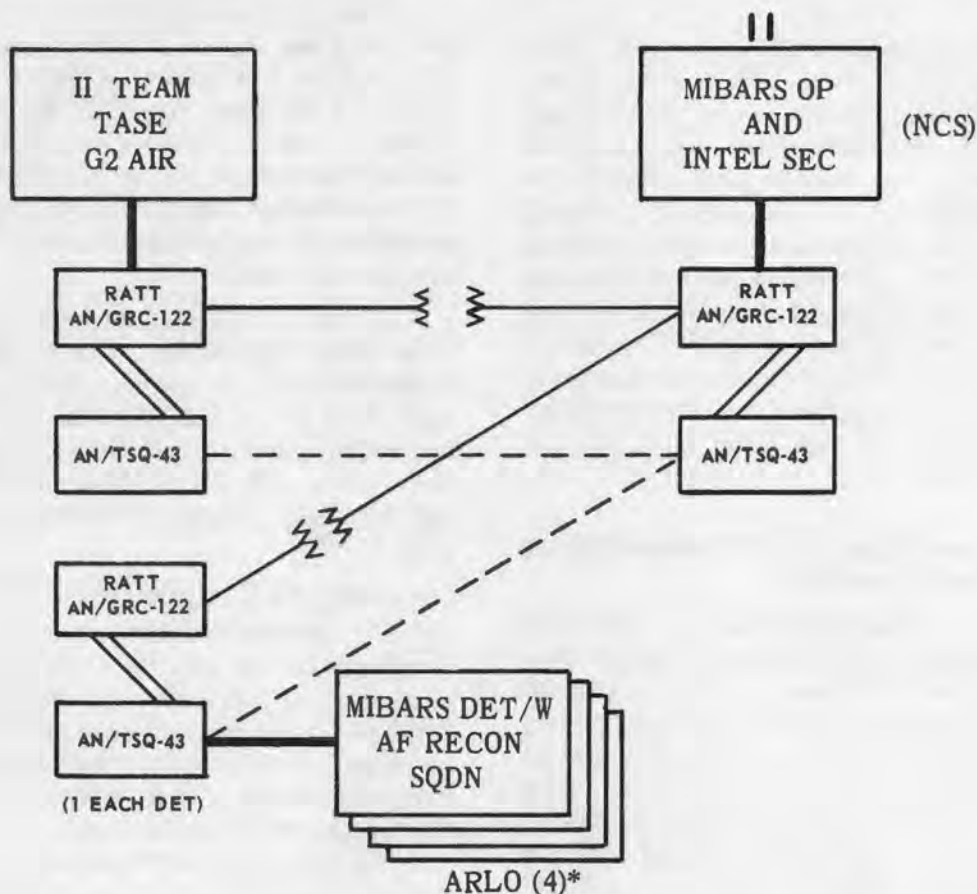 II TEAM
TASE
G2 AIR
MIBARS OP
AND
INTEL SEC
(NCS)
RATT
AN/GRC-122
RATT
AN/GRC-122
AN/TSQ-43
AN/TSQ-43
RATT
AN/GRC-122
AN/TSQ-43
(1 EACH DET)
MIBARS DET/W
AF RECON
SQDN
ARLO (4)*